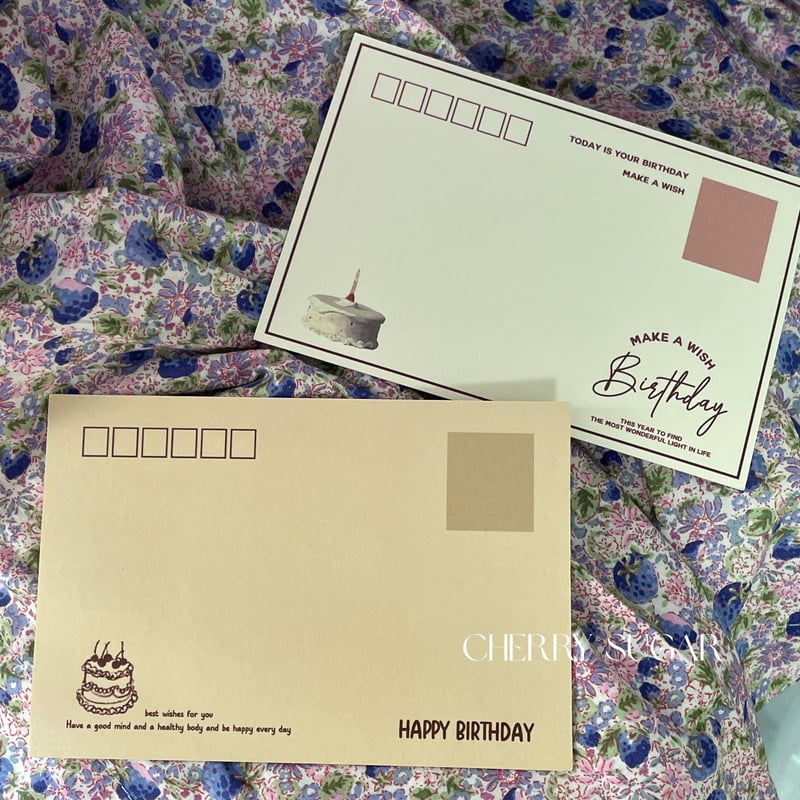 TODAY IS YOUR BIRTHDAY
MAKE A WISH
MAKE A WISH
Birthday
THIS YEAR TO FIND
THE MOST WONDERFUL LIGHT IN LIFE
CHERRY SUGAR
best wishes for you
Have a good mind and a healthy body and be happy every day
HAPPY BIRTHDAY